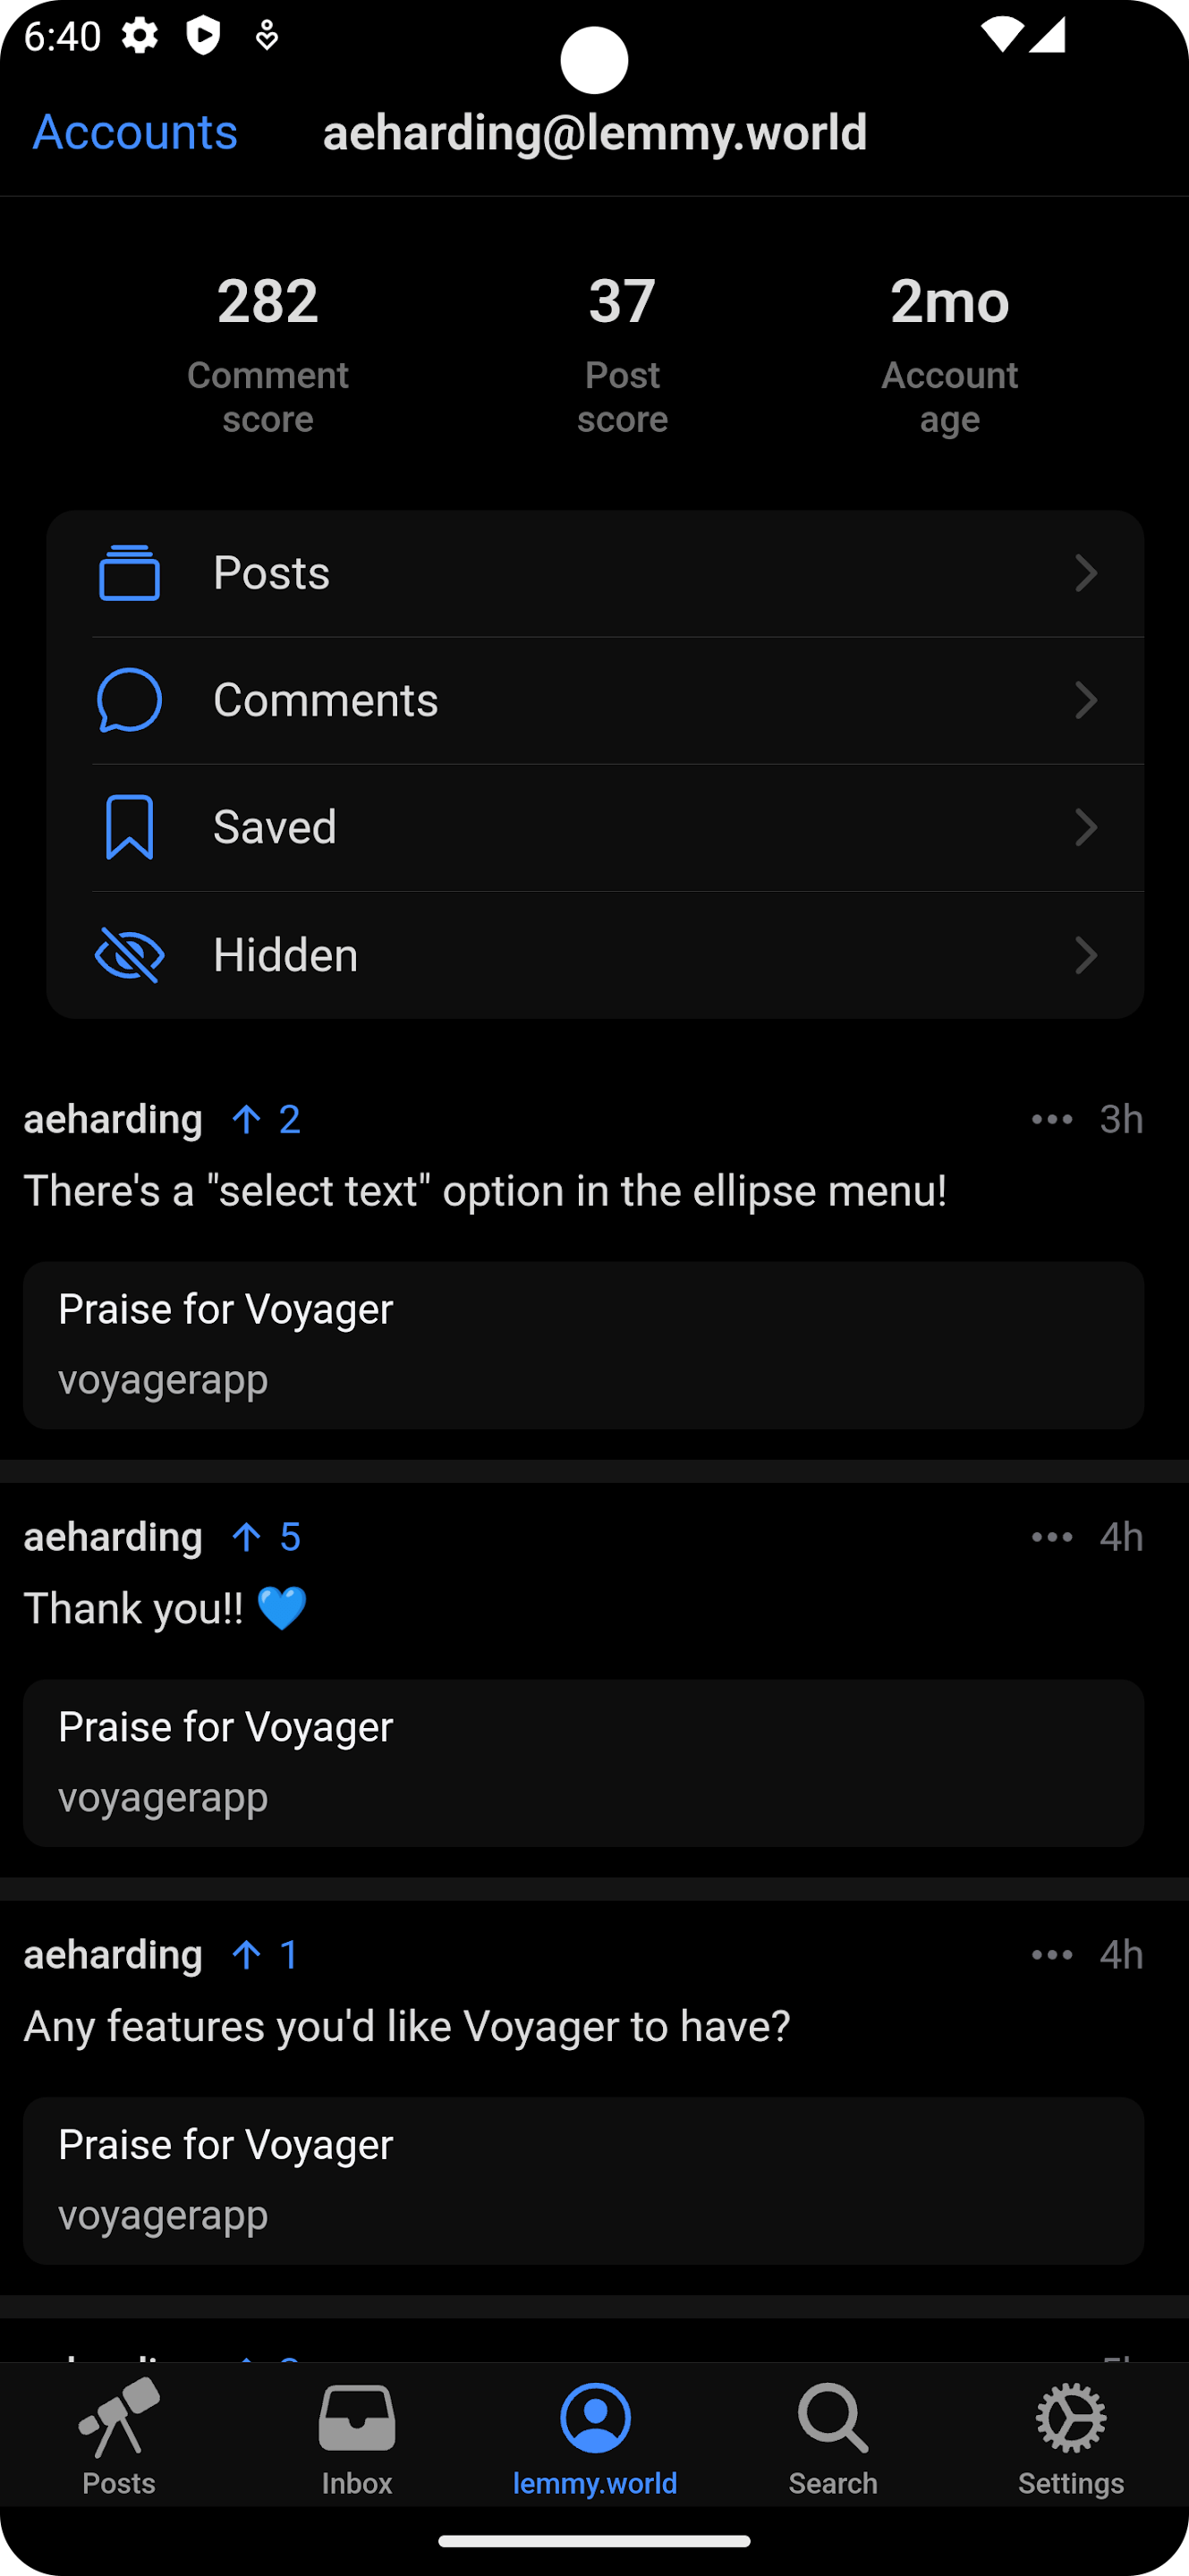 6:40
Accounts
aeharding@lemmy.world
282
37
2mo
Comment
score
Post
score
Account
age
Posts
Comments
Saved
Hidden
aeharding ↑ 2 ••• 3h
There's a "select text" option in the ellipse menu!
Praise for Voyager
voyagerapp
aeharding ↑ 5 ••• 4h
Thank you!! 💙
Praise for Voyager
voyagerapp
aeharding ↑ 1 ••• 4h
Any features you'd like Voyager to have?
Praise for Voyager
voyagerapp
Posts
Inbox
lemmy.world
Search
Settings